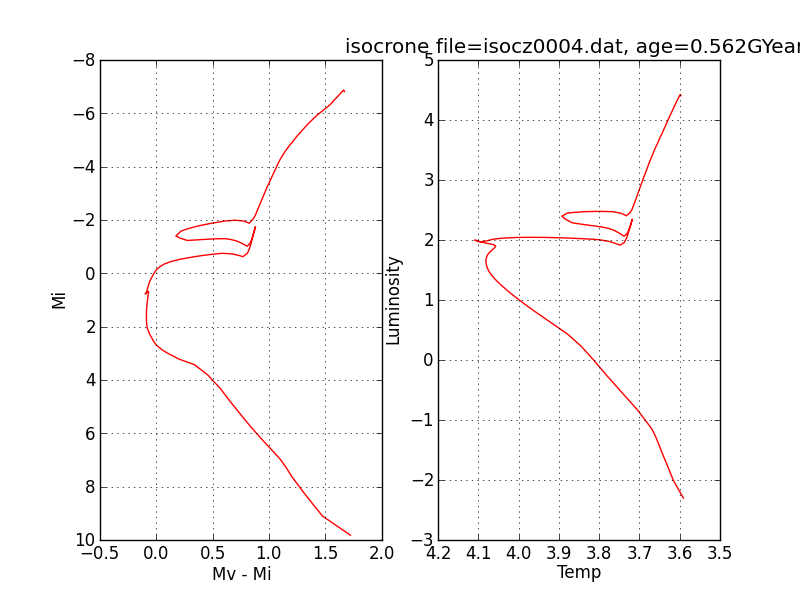 isocrone file=isocz0004.dat, age=0.562GYear
−8
−6
−4
−2
0
2
4
6
8
10
Mi
−0.5 0.0 0.5 1.0 1.5 2.0
Mv - Mi
5
4
3
2
1
0
−1
−2
−3
Luminosity
4.2 4.1 4.0 3.9 3.8 3.7 3.6 3.5
Temp